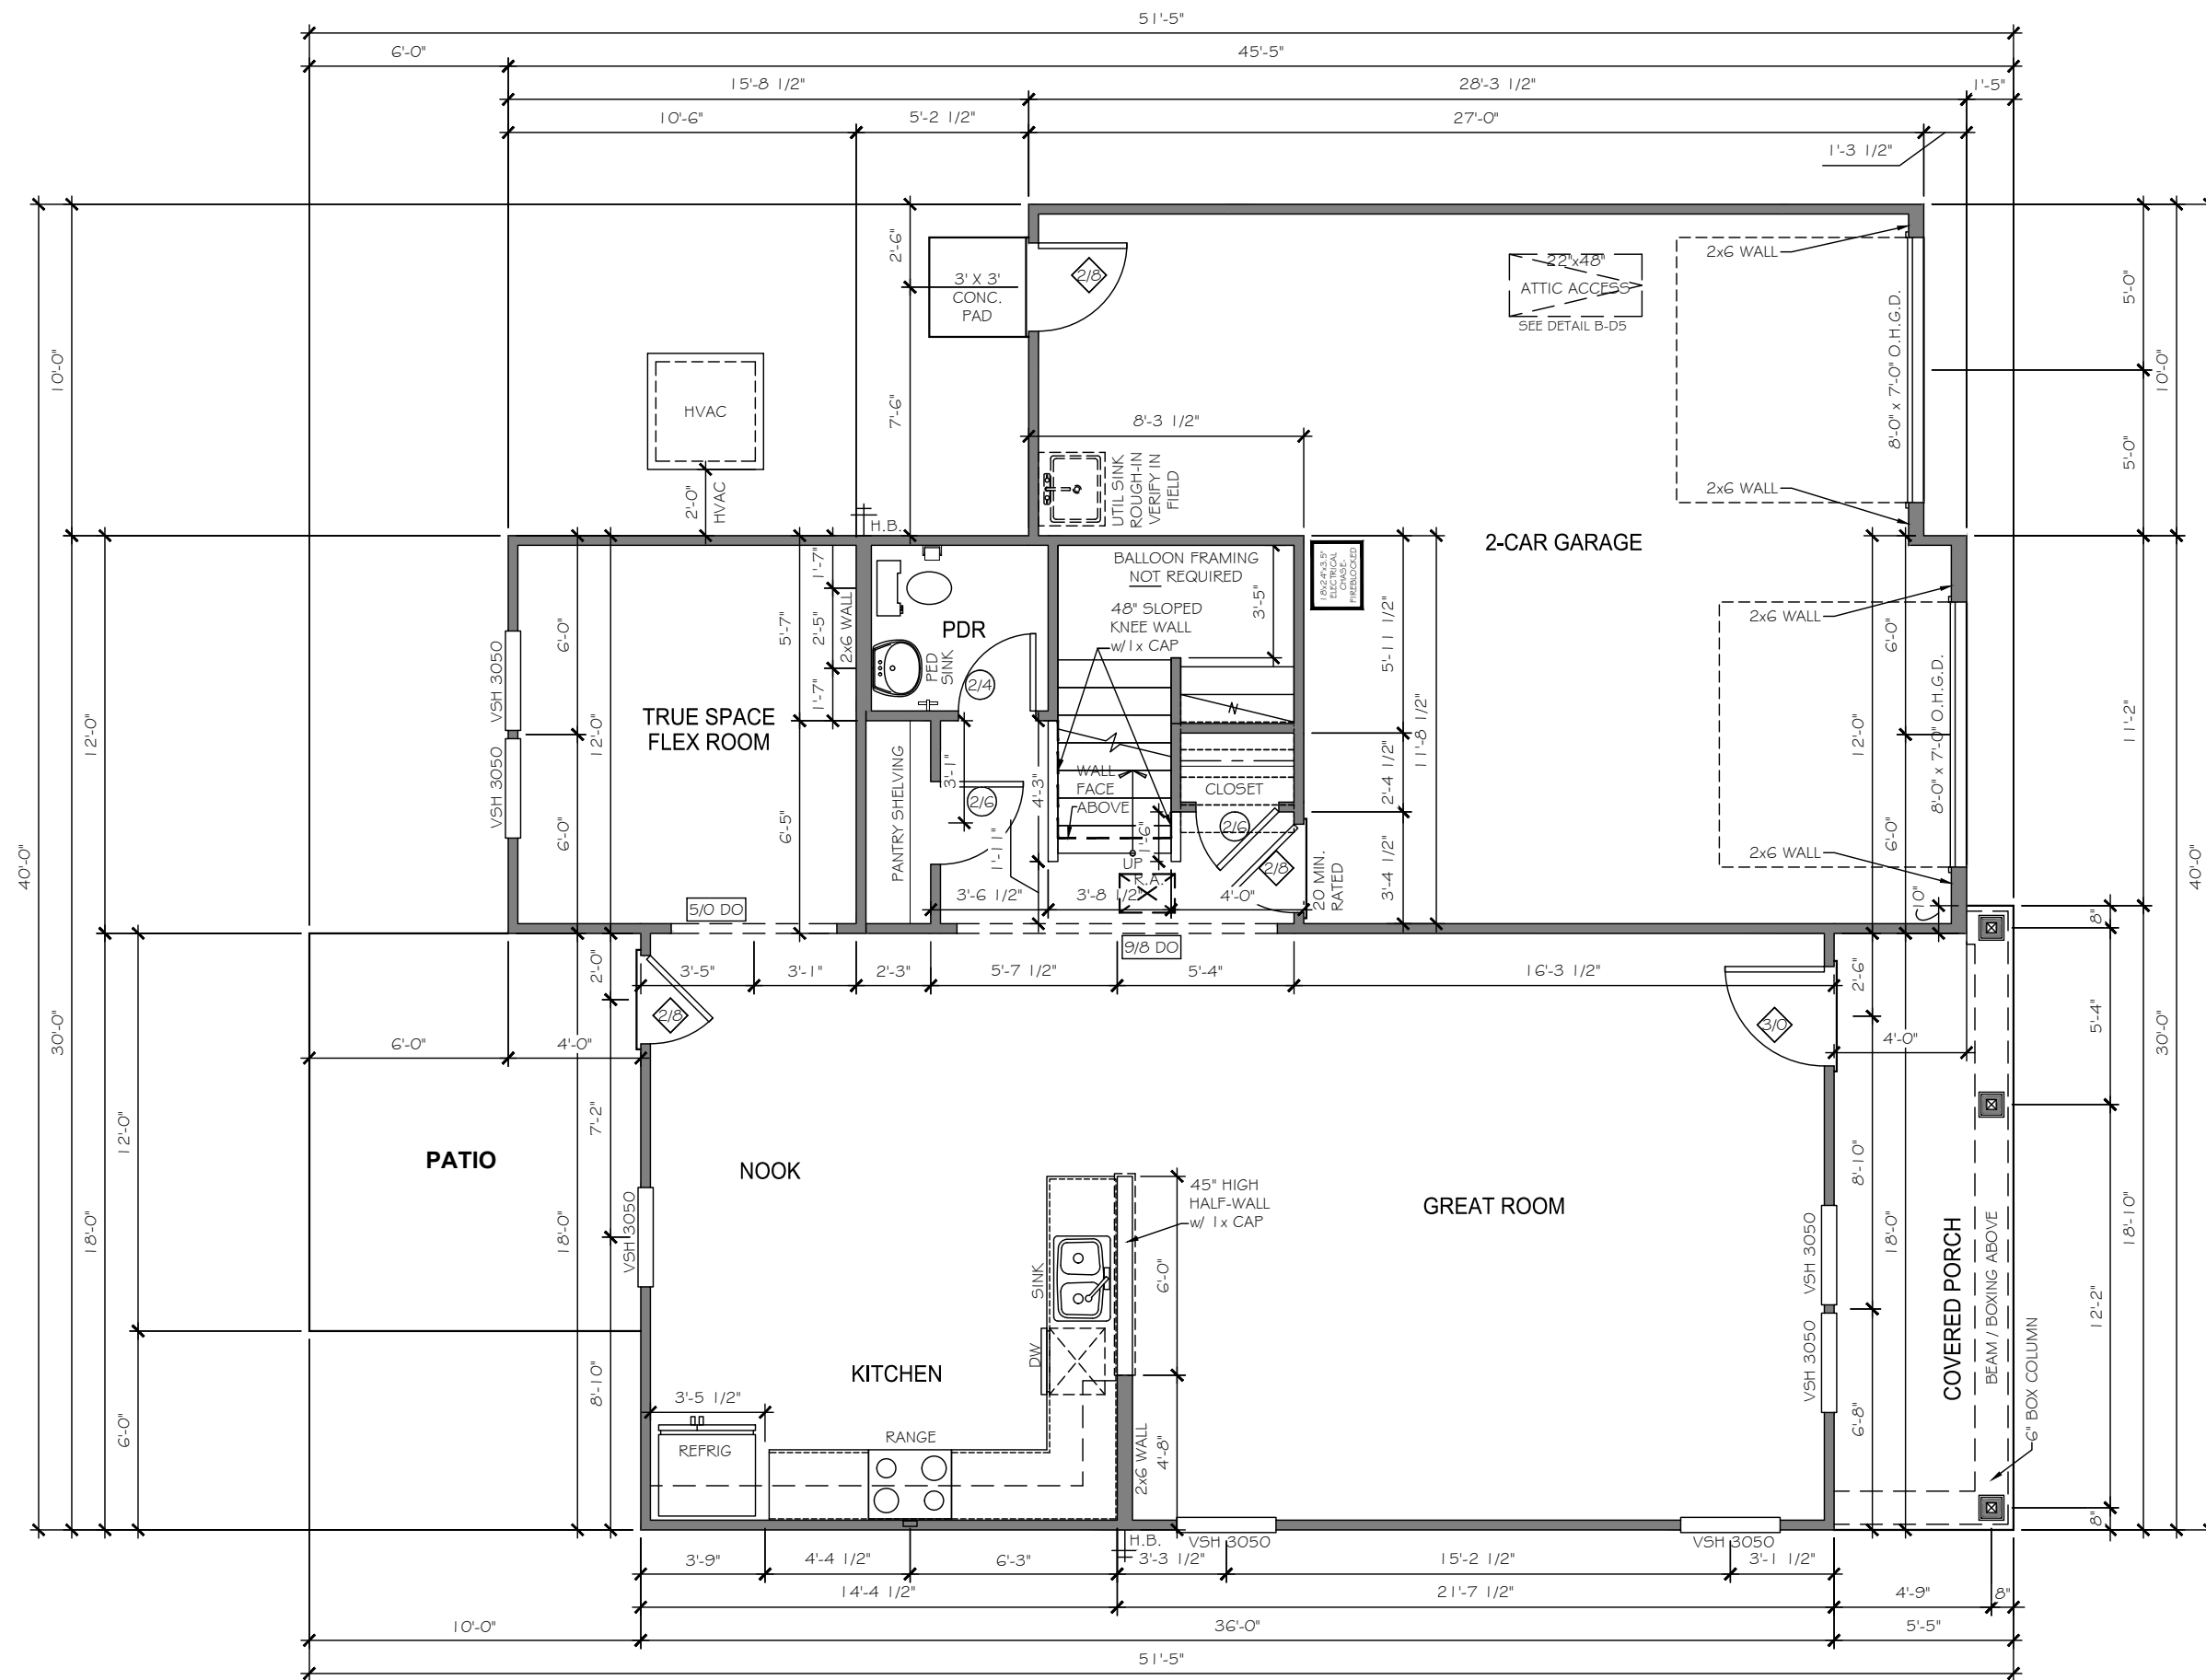 51'-5"
6'-0"
45'-5"
15'-8 1/2"
28'-3 1/2"
1'-5"
10'-6"
5'-2 1/2"
27'-0"
1'-3 1/2"
2'-6"
3' X 3'
CONC.
PAD
2/8
22"x48"
ATTIC ACCESS
SEE DETAIL B-D5
2x6 WALL
8'-0" x 7'-0" O.H.G.D.
5'-0"
10'-0"
10'-0"
HVAC
7'-6"
8'-3 1/2"
2'-0"
HVAC
UTIL SINK
ROUGH-IN
VERIFY IN
FIELD
2x6 WALL
5'-0"
H.B.
2-CAR GARAGE
BALLOON FRAMING
NOT REQUIRED
48" SLOPED
KNEE WALL
w/1x CAP
3'-5"
18x24"x3.5"
ELECTRICAL
CHASE-
FIREBLOCKED
1'-7"
2'-5"
2x6 WALL
1'-7"
5'-7"
6'-0"
VSH 3050
PDR
PED
SINK
2/4
5'-11 1/2"
11'-8 1/2"
2x6 WALL
6'-0"
TRUE SPACE
FLEX ROOM
12'-0"
12'-0"
12'-0"
8'-0" x 7'-0" O.H.G.D.
11'-2"
VSH 3050
6'-0"
6'-5"
PANTRY SHELVING
3'-1"
2/6
4'-3"
WALL
FACE
ABOVE
CLOSET
2'-4 1/2"
1'-6"
1'-11"
2/6
6'-0"
2x6 WALL
40'-0"
40'-0"
UP
R.A.
2/8
20 MIN.
RATED
3'-4 1/2"
3'-6 1/2"
3'-8 1/2"
4'-0"
10"
8"
5/0 DO
9/8 DO
2'-0"
3'-5"
3'-1"
2'-3"
5'-7 1/2"
5'-4"
16'-3 1/2"
2'-6"
2/8
3/0
5'-4"
30'-0"
30'-0"
6'-0"
4'-0"
4'-0"
7'-2"
12'-0"
PATIO
NOOK
45" HIGH
HALF-WALL
w/ 1x CAP
GREAT ROOM
8'-10"
18'-0"
18'-0"
18'-0"
18'-10"
VSH 3050
SINK
6'-0"
VSH 3050
VSH 3050
COVERED PORCH
BEAM / BOXING ABOVE
12'-2"
6" BOX COLUMN
DW
KITCHEN
8'-10"
6'-0"
3'-5 1/2"
REFRIG
RANGE
2x6 WALL
4'-8"
6'-8"
8"
H.B.
VSH 3050
VSH 3050
3'-9"
4'-4 1/2"
6'-3"
3'-3 1/2"
15'-2 1/2"
3'-1 1/2"
14'-4 1/2"
21'-7 1/2"
4'-9"
8"
10'-0"
36'-0"
5'-5"
51'-5"